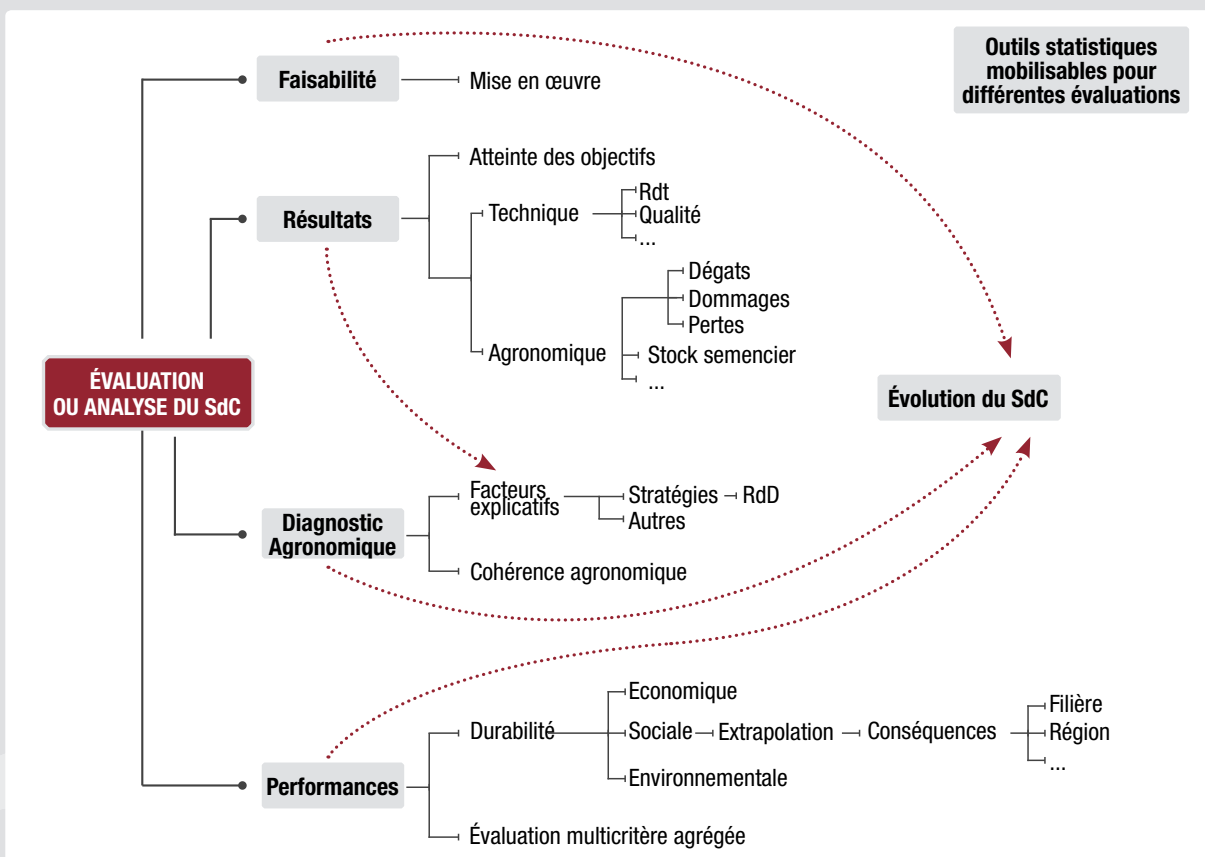 Outils statistiques
mobilisables pour
différentes évaluations
Faisabilité
Mise en œuvre
Atteinte des objectifs
Résultats
Technique
Rdt
Qualité
...
Agronomique
Dégats
Dommages
Pertes
Stock semencier
...
ÉVALUATION
OU ANALYSE DU SdC
Évolution du SdC
Diagnostic
Agronomique
Facteurs
explicatifs
Stratégies
RdD
Autres
Cohérence agronomique
Performances
Durabilité
Economique
Sociale
Extrapolation
Conséquences
Filière
Région
...
Environnementale
Évaluation multicritère agrégée